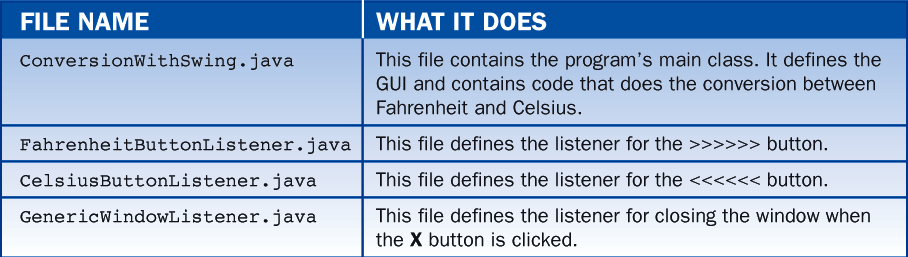 FILE NAME WHAT IT DOES
ConversionWithSwing.java This file contains the program's main class. It defines the
GUI and contains code that does the conversion between
Fahrenheit and Celsius.
FahrenheitButtonListener.java This file defines the listener for the >>>>>> button.
CelsiusButtonListener.java This file defines the listener for the <<<<<< button.
GenericWindowListener.java This file defines the listener for closing the window when
the X button is clicked.